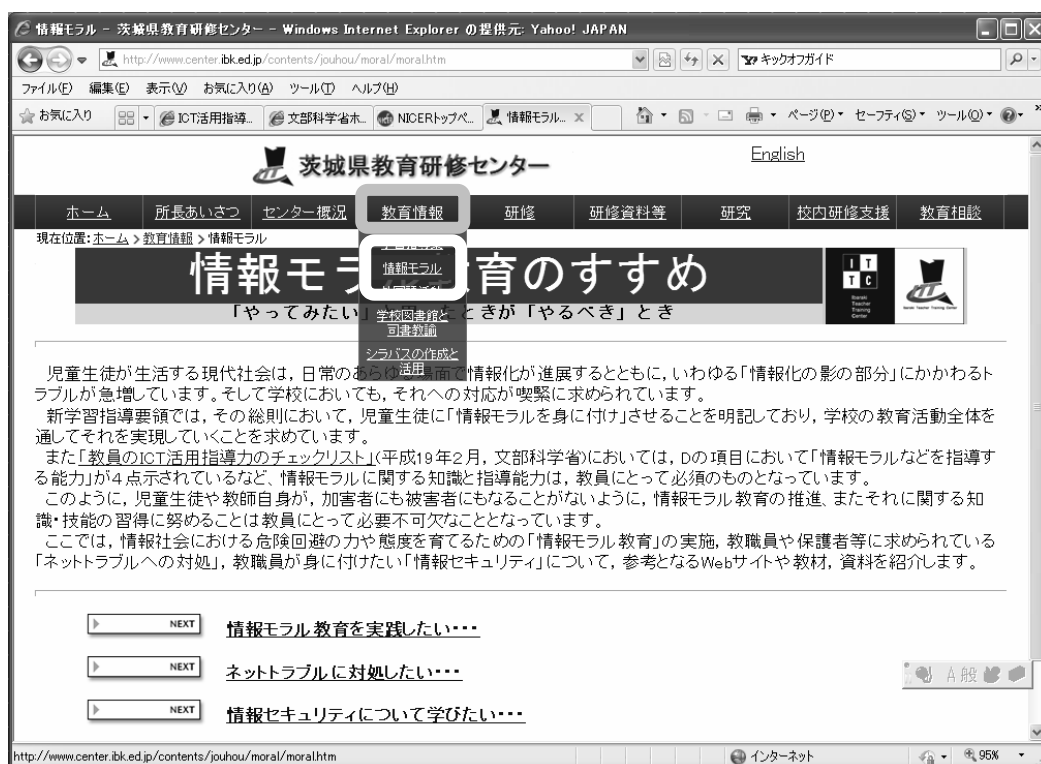 情報モラル - 茨城県教育研修センター - Windows Internet Explorer の提供元: Yahoo! JAPAN
http://www.center.ibk.ed.jp/contents/jouhou/moral/moral.htm キックオフガイド
ファイル(F) 編集(E) 表示(V) お気に入り(A) ツール(T) ヘルプ(H)
お気に入り ICT活用指導... 文部科学省ホ... NICERトップペ... 情報モラル... ページ(P) セーフティ(S) ツール(O)
茨城県教育研修センター English
ホーム 所長あいさつ センター概況 教育情報 研修 研修資料等 研究 校内研修支援 教育相談
現在位置: ホーム > 教育情報 > 情報モラル
情報モラ 育のすすめ
情報モラル
I T
T C
Ibaraki
Teacher
Training
Center
「やってみたい」 ときが「やるべき」とき
学校図書館と
司書教諭
シラバスの作成と
活用
児童生徒が生活する現代社会は，日常のあらゆる場面で情報化が進展するとともに，いわゆる「情報化の影の部分」にかかわるト
ラブルが急増しています。そして学校においても，それへの対応が喫緊に求められています。
新学習指導要領では，その総則において，児童生徒に「情報モラルを身に付け」させることを明記しており，学校の教育活動全体を
通してそれを実現していくことを求めています。
また「教員のICT活用指導力のチェックリスト」(平成19年2月，文部科学省)においては，Dの項目において「情報モラルなどを指導す
る能力」が4点示されているなど、情報モラルに関する知識と指導能力は，教員にとって必須のものとなっています。
このように，児童生徒や教師自身が，加害者にも被害者にもなることがないように，情報モラル教育の推進、またそれに関する知
識・技能の習得に努めることは教員にとって必要不可欠なこととなっています。
ここでは，情報社会における危険回避の力や態度を育てるための「情報モラル教育」の実施，教職員や保護者等に求められている
「ネットトラブルへの対処」，教職員が身に付けたい「情報セキュリティ」について，参考となるWebサイトや教材，資料を紹介します。
NEXT 情報モラル教育を実践したい・・・
NEXT ネットトラブルに対処したい・・・
NEXT 情報セキュリティについて学びたい・・・
A 般
http://www.center.ibk.ed.jp/contents/jouhou/moral/moral.htm インターネット 95%